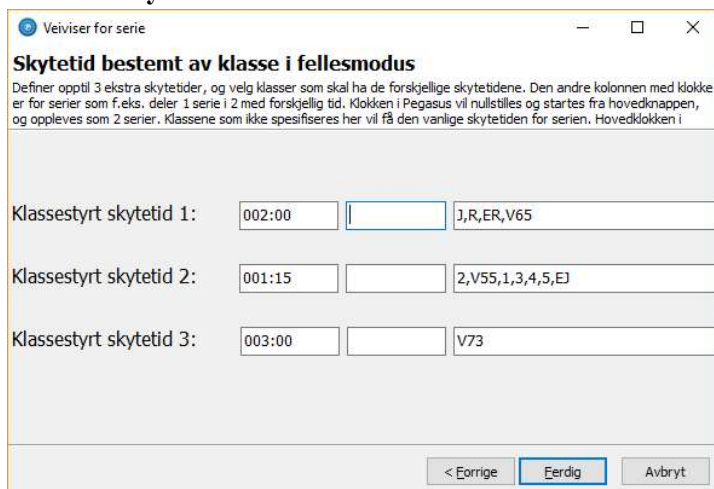 Veiviser for serie
Skytetid bestemt av klasse i fellesmodus
Definer opptil 3 ekstra skytetider, og velg klasser som skal ha de forskjellige skytetidene. Den andre kolonnen med klokke
er for serier som f.eks. deler 1 serie i 2 med forskjellig tid. Klokken i Pegasus vil nullstilles og startes fra hovedknappen,
og oppleves som 2 serier. Klassene som ikke spesifiseres her vil få den vanlige skytetiden for serien. Hovedklokken i
Klassestyrt skytetid 1: 002:00 J,R,ER,V65
Klassestyrt skytetid 2: 001:15 2,V55,1,3,4,5,EJ
Klassestyrt skytetid 3: 003:00 V73
< Forrige Ferdig Avbryt